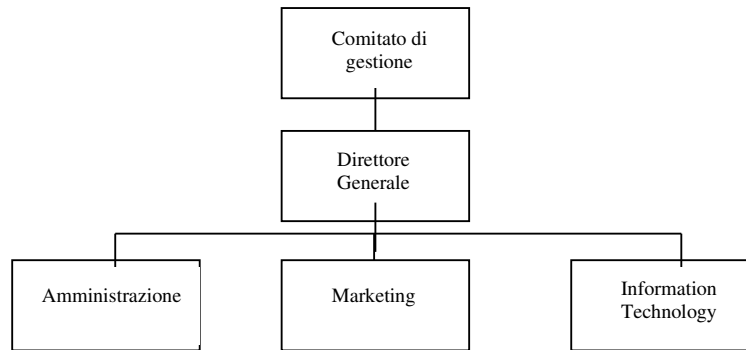 Comitato di
gestione
Direttore
Generale
Amministrazione
Marketing
Information
Technology